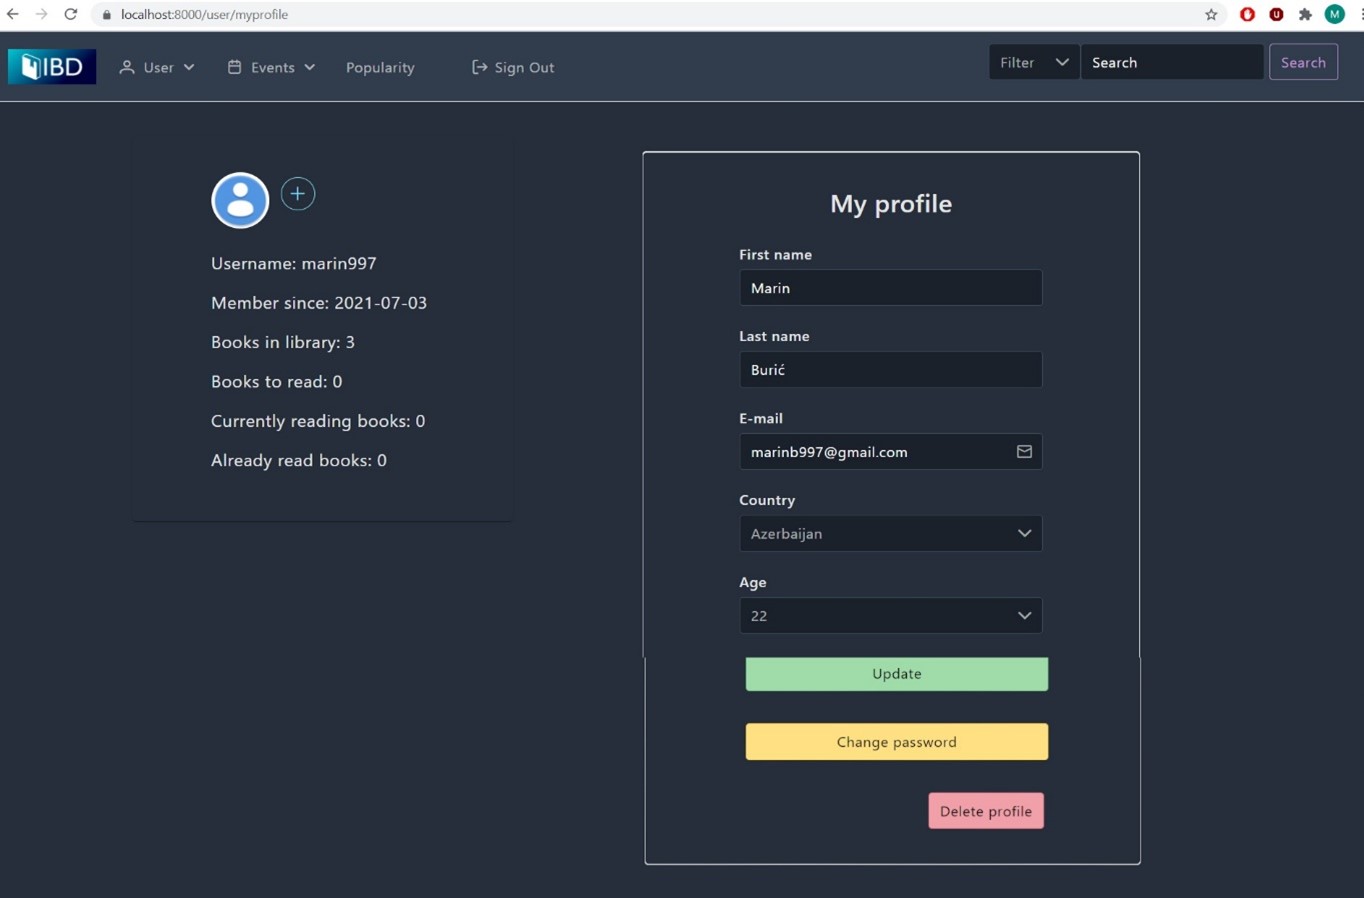 localhost:8000/user/myprofile
M
IBD User Events Popularity Sign Out Filter Search Search
Username: marin997
Member since: 2021-07-03
Books in library: 3
Books to read: 0
Currently reading books: 0
Already read books: 0
My profile
First name
Marin
Last name
Burić
E-mail
marinb997@gmail.com
Country
Azerbaijan
Age
22
Update
Change password
Delete profile